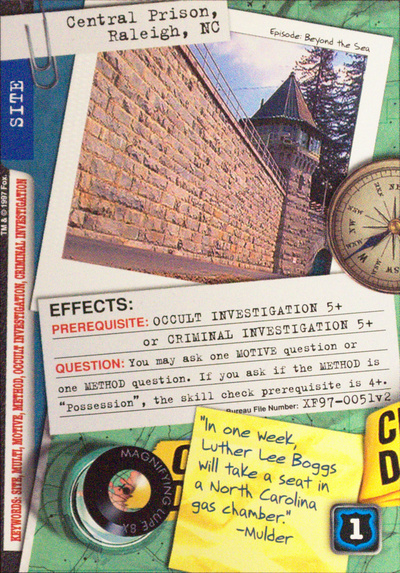 Central Prison,
Raleigh, NC
Episode: Beyond the Sea
SITE
TM & © 1997 Fox.
KEYWORDS: SITE, MULTI, MOTIVE, METHOD, OCCULT INVESTIGATION, CRIMINAL INVESTIGATION
EFFECTS:
PREREQUISITE: OCCULT INVESTIGATION 5+
or CRIMINAL INVESTIGATION 5+
QUESTION: You may ask one MOTIVE question or
one METHOD question. If you ask if the METHOD is
"Possession", the skill check prerequisite is 4+.
Bureau File Number: XF97-0051v2
MAGNIFYING LUPE 8X
"In one week,
Luther Lee Boggs
will take a seat in
a North Carolina
gas chamber."
-Mulder
1